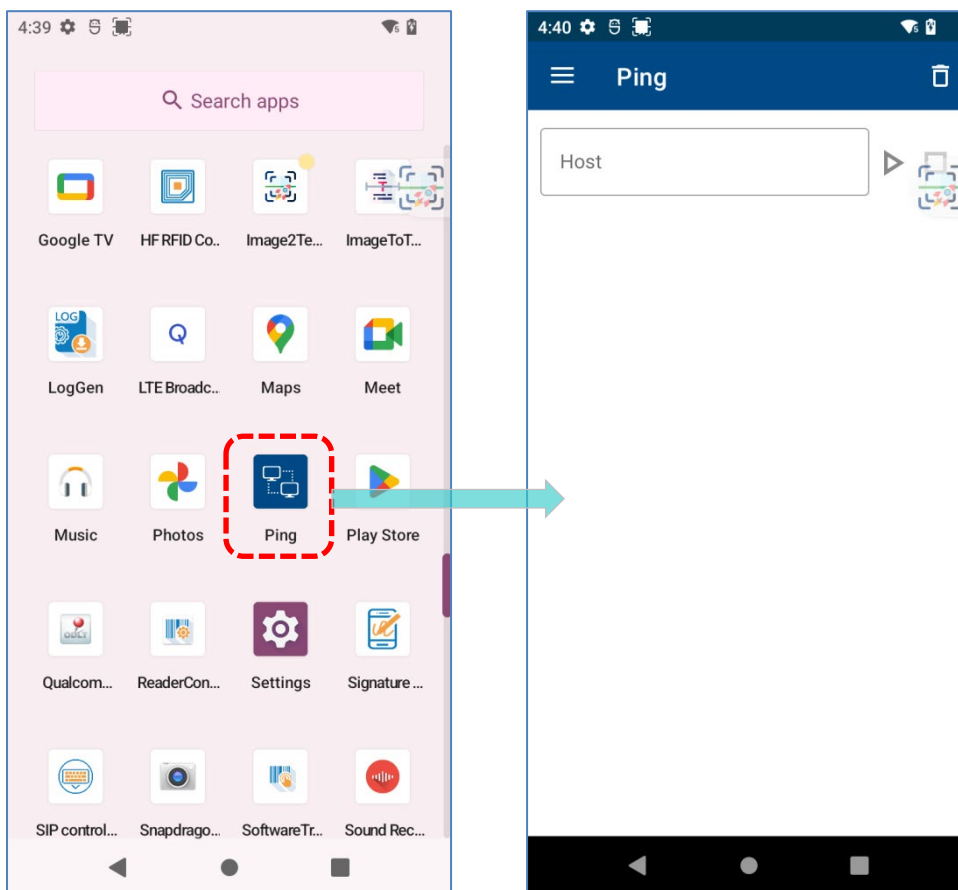 4:39
Search apps
Google TV HF RFID Co.. Image2Te... ImageToT...
LOG
LogGen LTE Broadc.. Maps Meet
Music Photos Ping Play Store
ODCT
Qualcom... ReaderCon... Settings Signature ...
SIP control... Snapdrago... SoftwareTr... Sound Rec...
4:40
Ping
Host